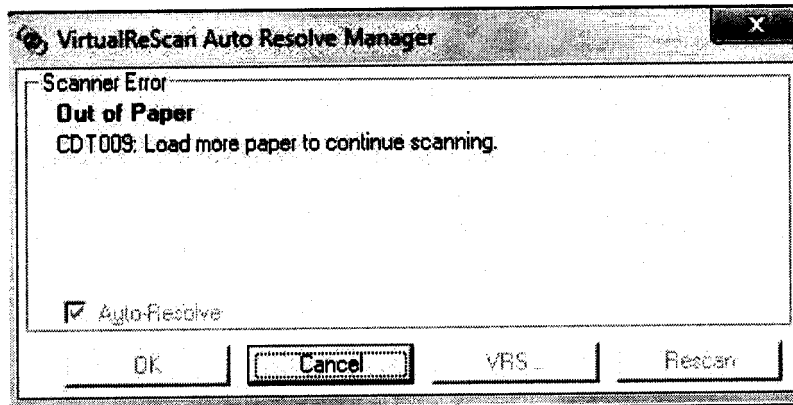 VirtualReScan Auto Resolve Manager
X
Scanner Error
Out of Paper
CDT009: Load more paper to continue scanning.
Auto-Resolve
OK
Cancel
VRS...
Rescan